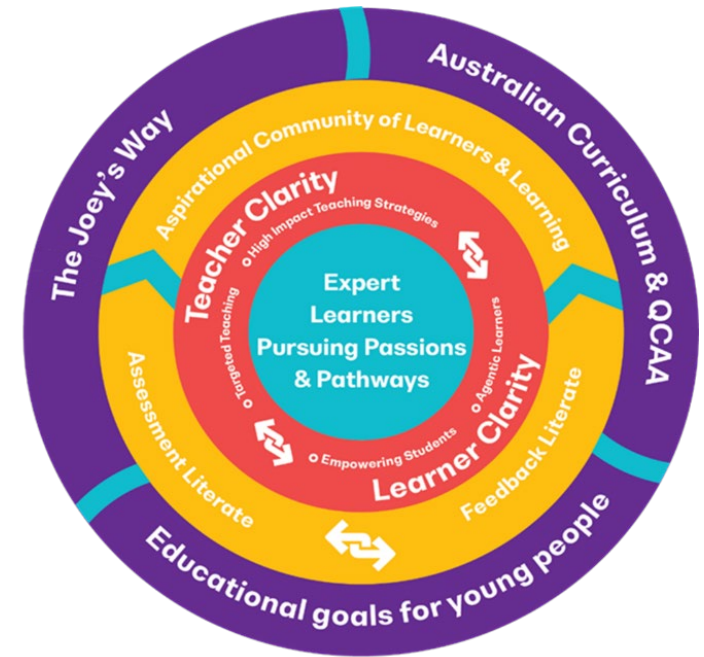 The Joey's Way
Australian Curriculum & QCAA
Educational goals for young people
Aspirational Community of Learners & Learning
Assessment Literate
Feedback Literate
Teacher Clarity
High Impact Teaching Strategies
Targeted Teaching
Agentic Learners
Empowering Students
Learner Clarity
Expert
Learners
Pursuing Passions
& Pathways